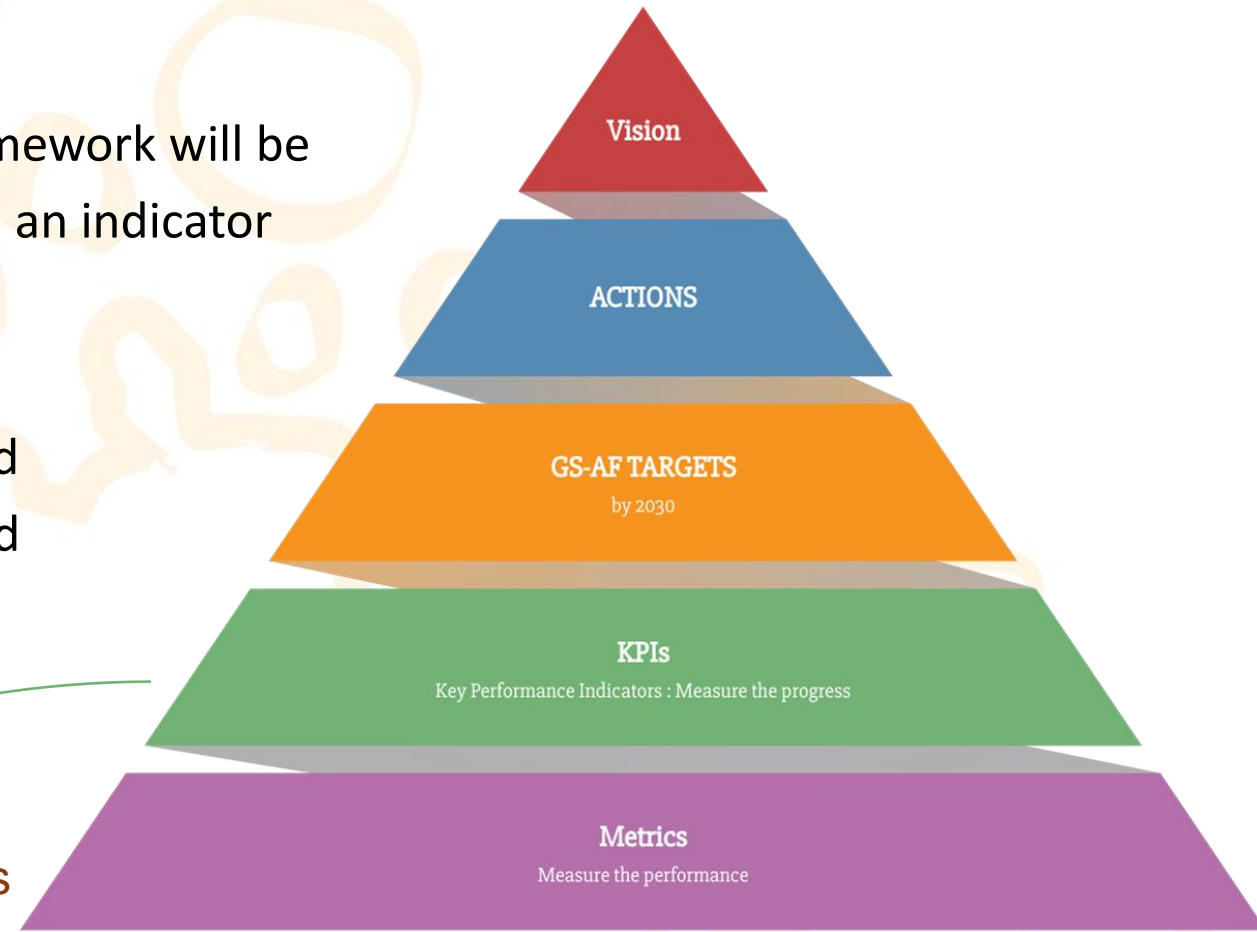 mework will be
an indicator
d
d
s
Vision
ACTIONS
GS-AF TARGETS
by 2030
KPIs
Key Performance Indicators : Measure the progress
Metrics
Measure the performance